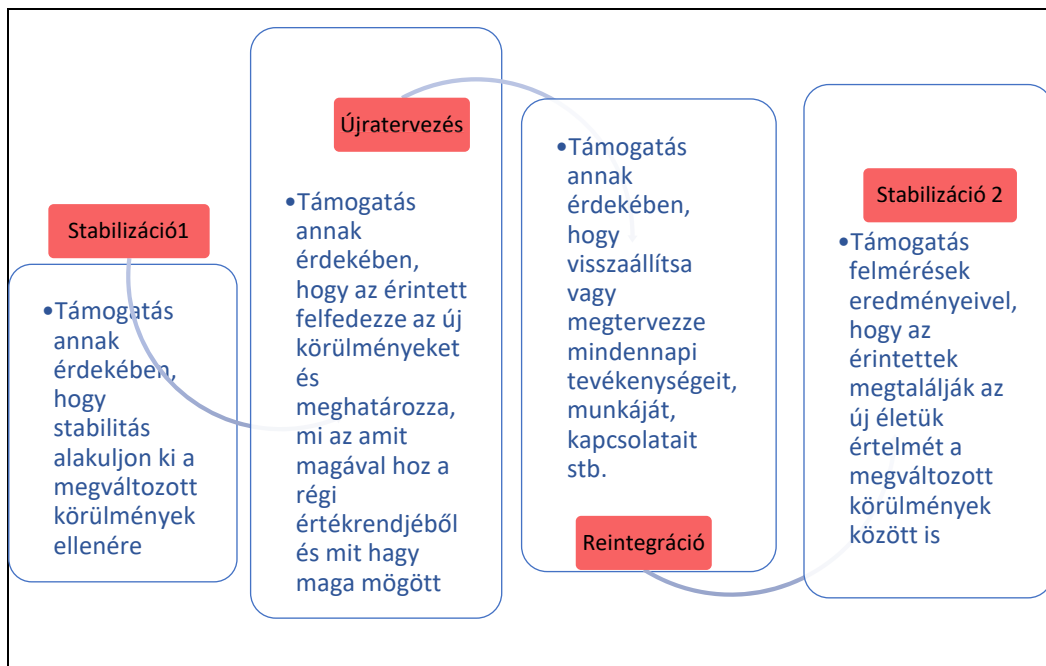 Stabilizáció1
•Támogatás
annak
érdekében,
hogy
stabilitás
alakuljon ki a
megváltozott
körülmények
ellenére
Újratervezés
•Támogatás
annak
érdekében,
hogy az érintett
felfedezze az új
körülményeket
és
meghatározza,
mi az amit
magával hoz a
régi
értékrendjéből
és mit hagy
maga mögött
•Támogatás
annak
érdekében,
hogy
visszaállítsa
vagy
megtervezze
mindennapi
tevékenységeit,
munkáját,
kapcsolatait
stb.
Reintegráció
Stabilizáció 2
•Támogatás
felmérések
eredményeivel,
hogy az
érintettek
megtalálják az
új életük
értelmét a
megváltozott
körülmények
között is